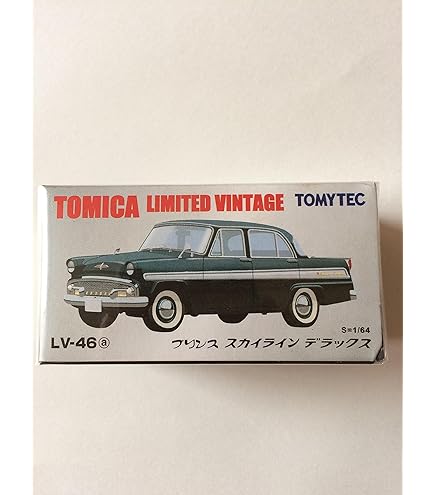 TOMICA LIMITED VINTAGE TOMYTEC
S=1/64
LV-46ⓐ プリンス スカイライン デラックス